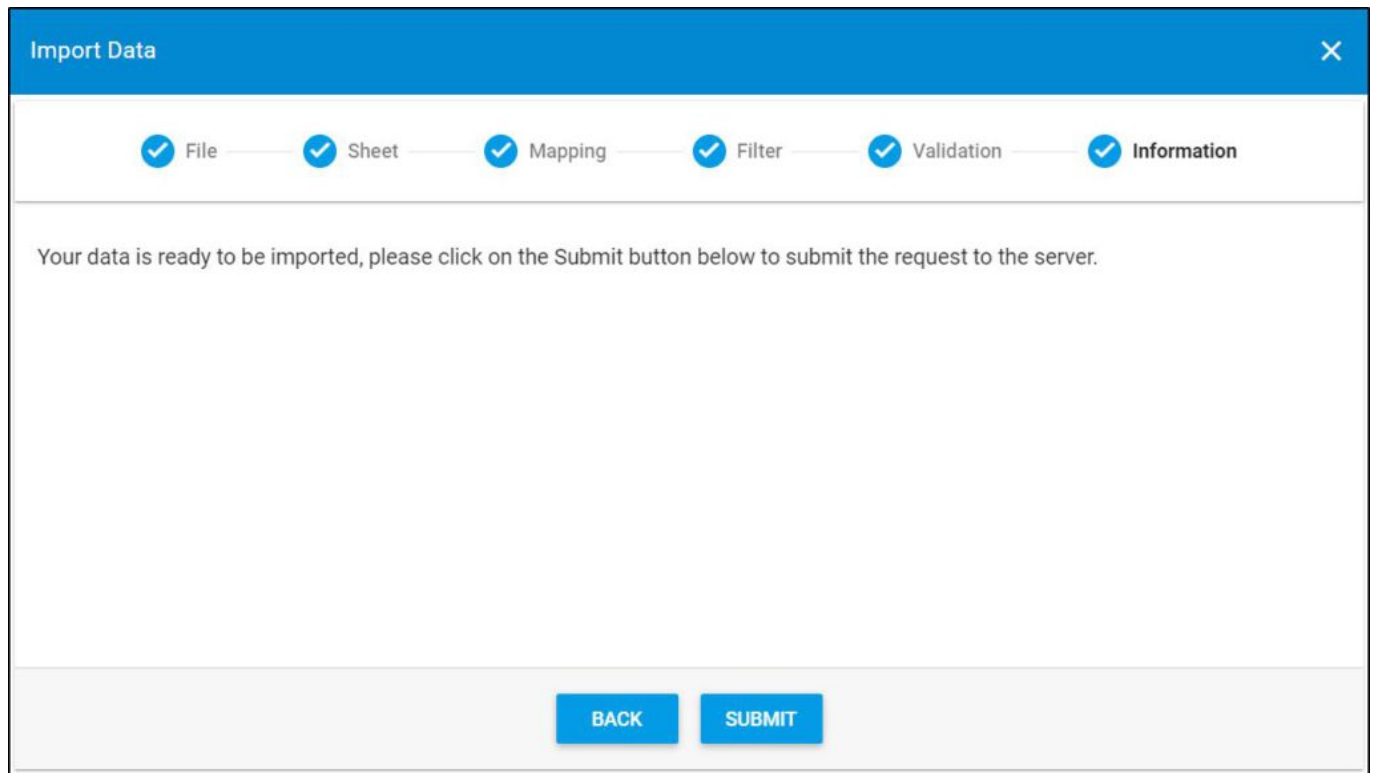 Import Data
File Sheet Mapping Filter Validation Information
Your data is ready to be imported, please click on the Submit button below to submit the request to the server.
BACK SUBMIT